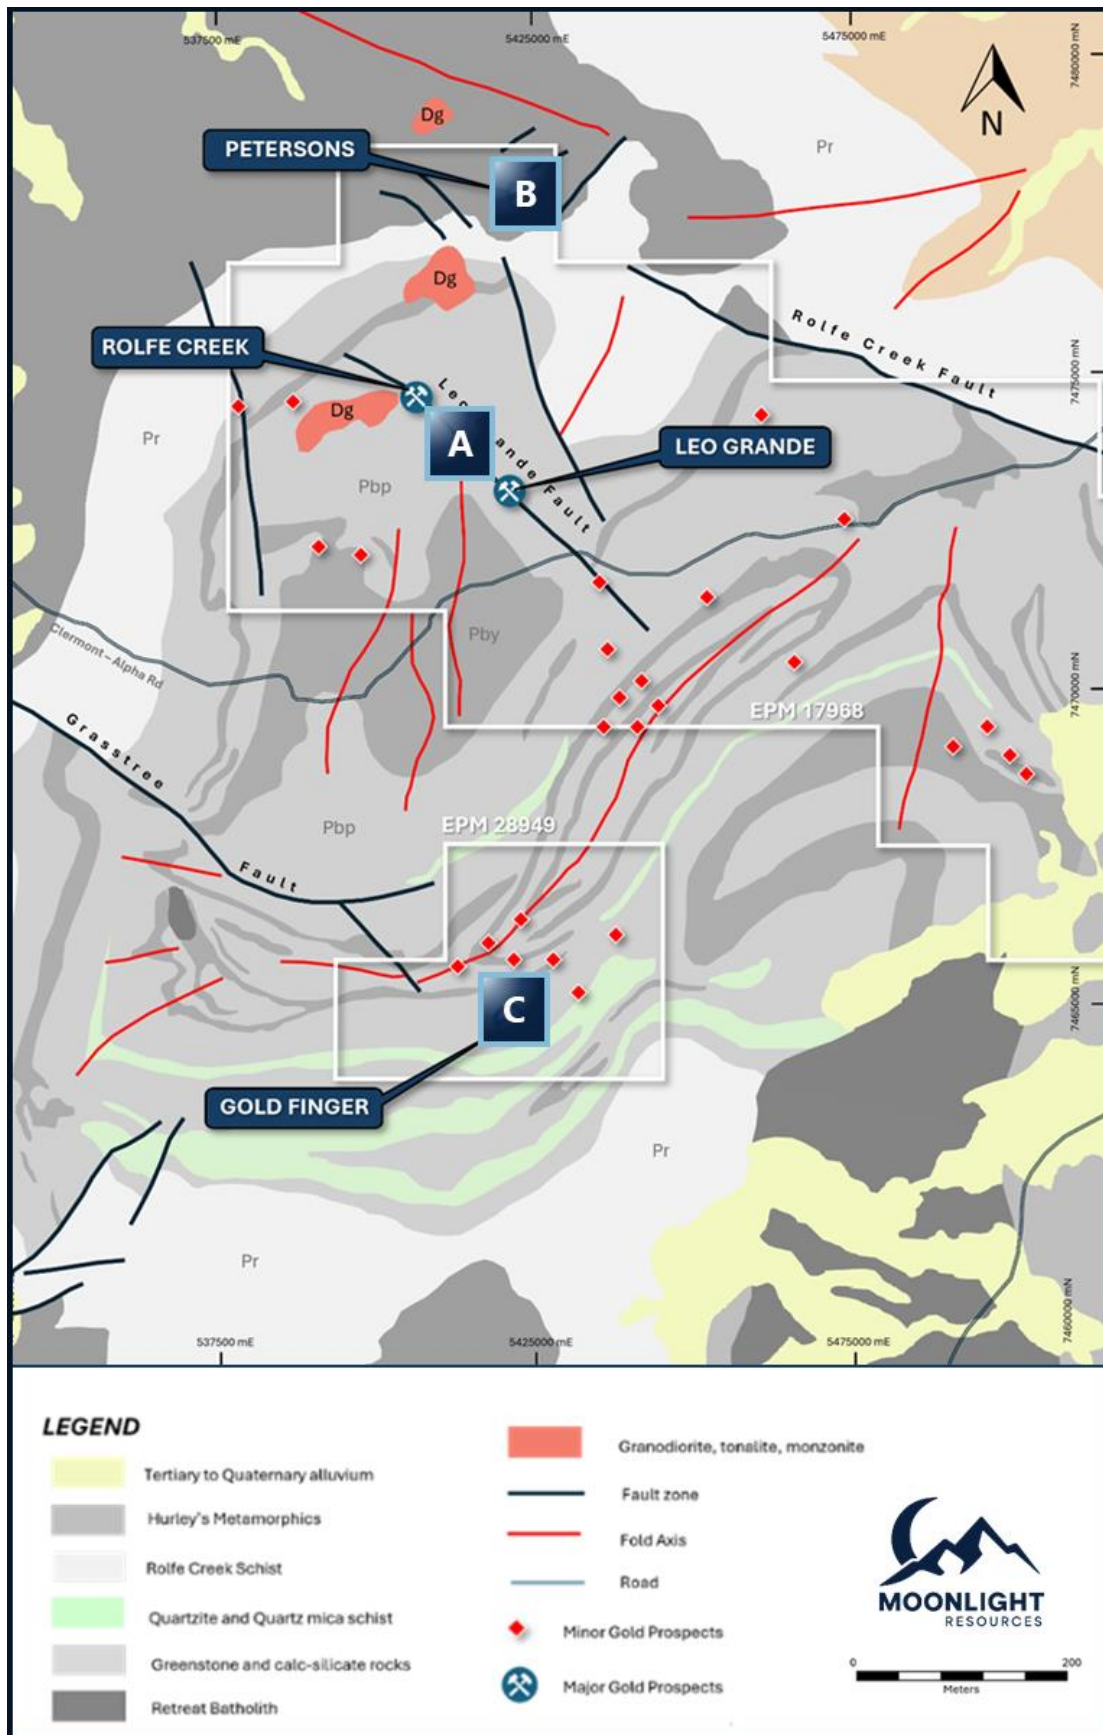 537500 mE
5425000 mE
5475000 mE
7480000 mN
N
Dg
PETERSONS
B
Pr
Dg
Rolfe Creek Fault
ROLFE CREEK
Leo
ande Fault
7475000 mN
Dg
A
LEO GRANDE
Pr
Pbp
Clermont – Alpha Rd
Pby
7470000 mN
Grasstree
Fault
EPM 17968
Pbp
EPM 28949
C
7465000 mN
GOLD FINGER
Pr
Pr
7460000 mN
537500 mE
5425000 mE
5475000 mE
LEGEND
Tertiary to Quaternary alluvium
Hurley's Metamorphics
Rolfe Creek Schist
Quartzite and Quartz mica schist
Greenstone and calc-silicate rocks
Retreat Batholith
Granodiorite, tonalite, monzonite
Fault zone
Fold Axis
Road
Minor Gold Prospects
Major Gold Prospects
MOONLIGHT
RESOURCES
0 200
Meters